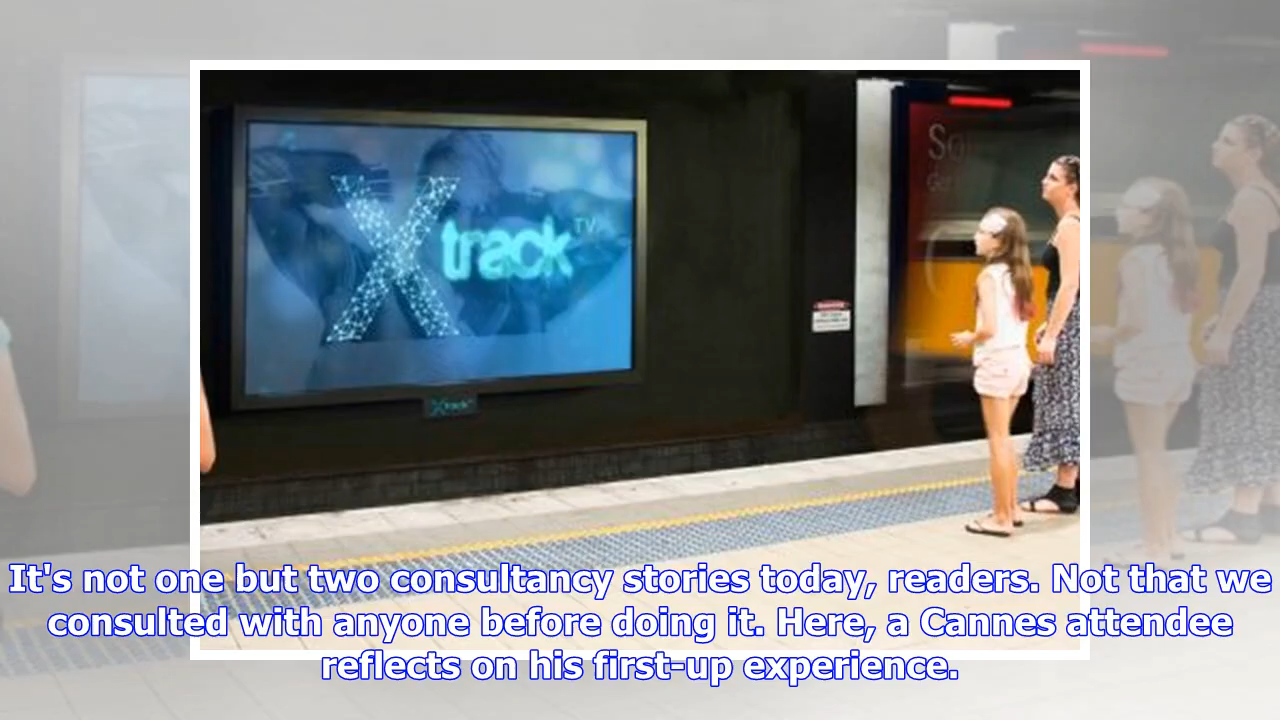 X track TV
Xtrack
It's not one but two consultancy stories today, readers. Not that we
consulted with anyone before doing it. Here, a Cannes attendee
reflects on his first-up experience.